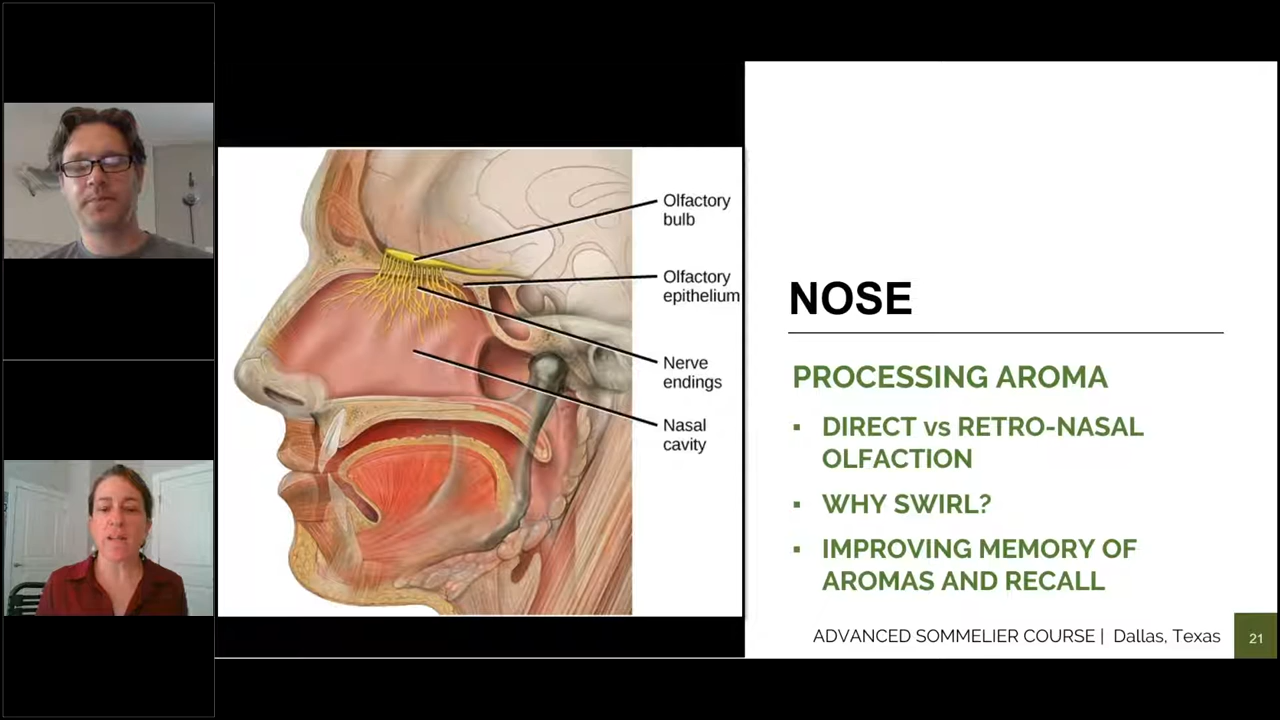 Olfactory
bulb
Olfactory
epithelium
Nerve
endings
Nasal
cavity
NOSE
PROCESSING AROMA
▪ DIRECT vs RETRO-NASAL
OLFACTION
▪ WHY SWIRL?
▪ IMPROVING MEMORY OF
AROMAS AND RECALL
ADVANCED SOMMELIER COURSE | Dallas, Texas
21